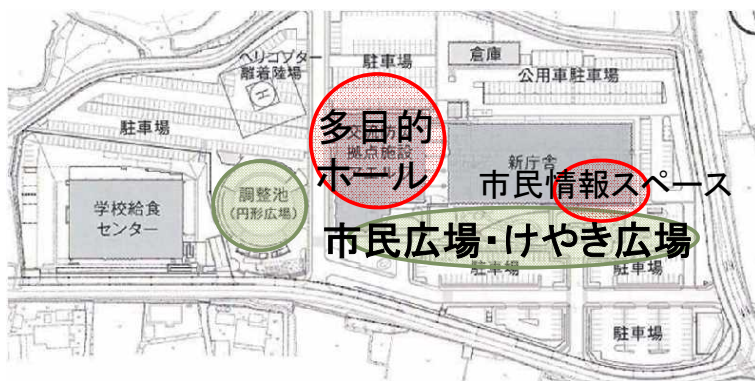 ヘリコプター
離着陸場
駐車場
倉庫
公用車駐車場
駐車場
多目的
ホール
拠点施設
新庁舎
市民情報スペース
調整池
(円形広場)
学校給食
センター
市民広場・けやき広場
駐車場
駐車場
駐車場